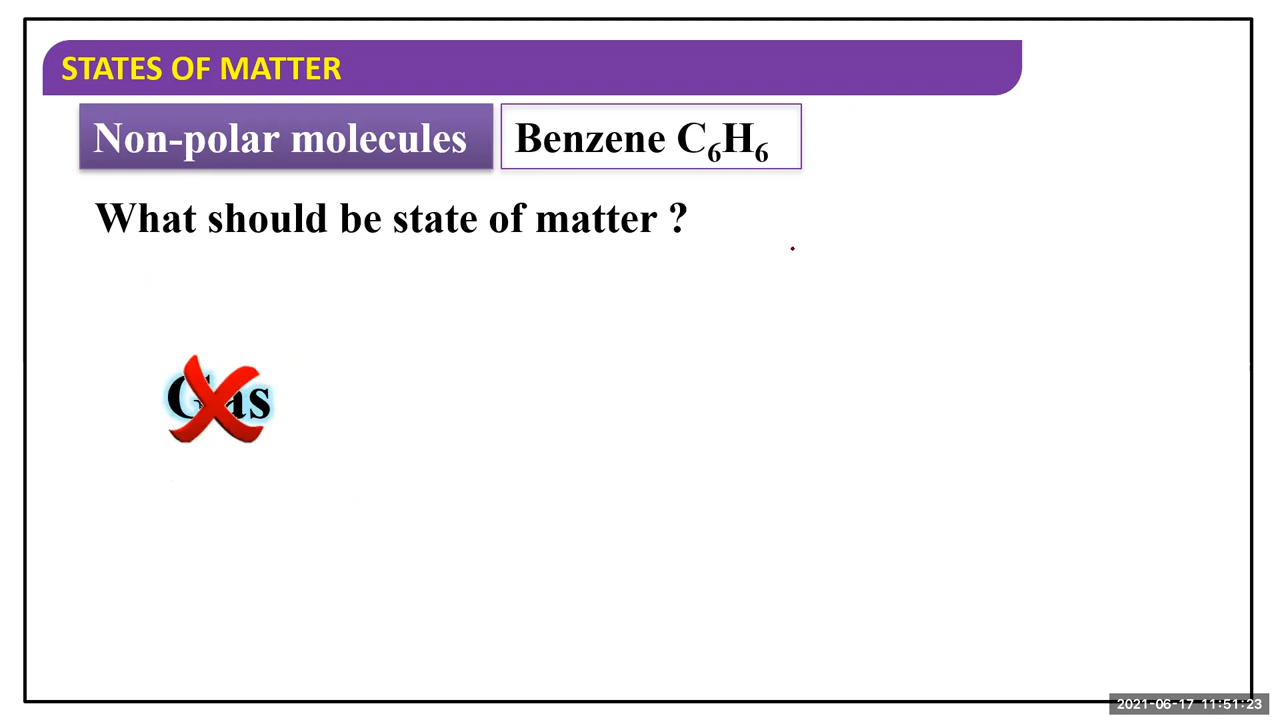 STATES OF MATTER
Non-polar molecules
Benzene C₆H₆
What should be state of matter ?
Gas
2021-06-17 11:51:23